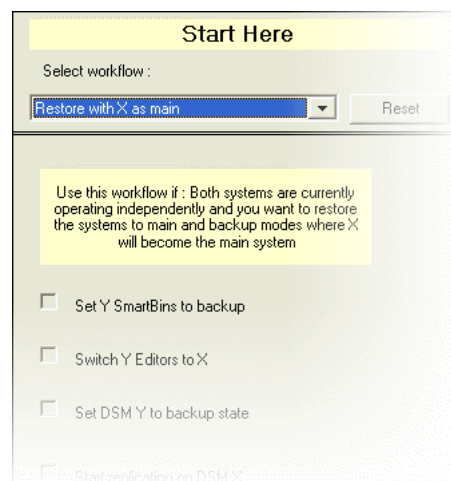 Start Here
Select workflow :
Restore with X as main
Reset
Use this workflow if : Both systems are currently
operating independently and you want to restore
the systems to main and backup modes where X
will become the main system
Set Y SmartBins to backup
Switch Y Editors to X
Set DSM Y to backup state
Start replication on DSM X